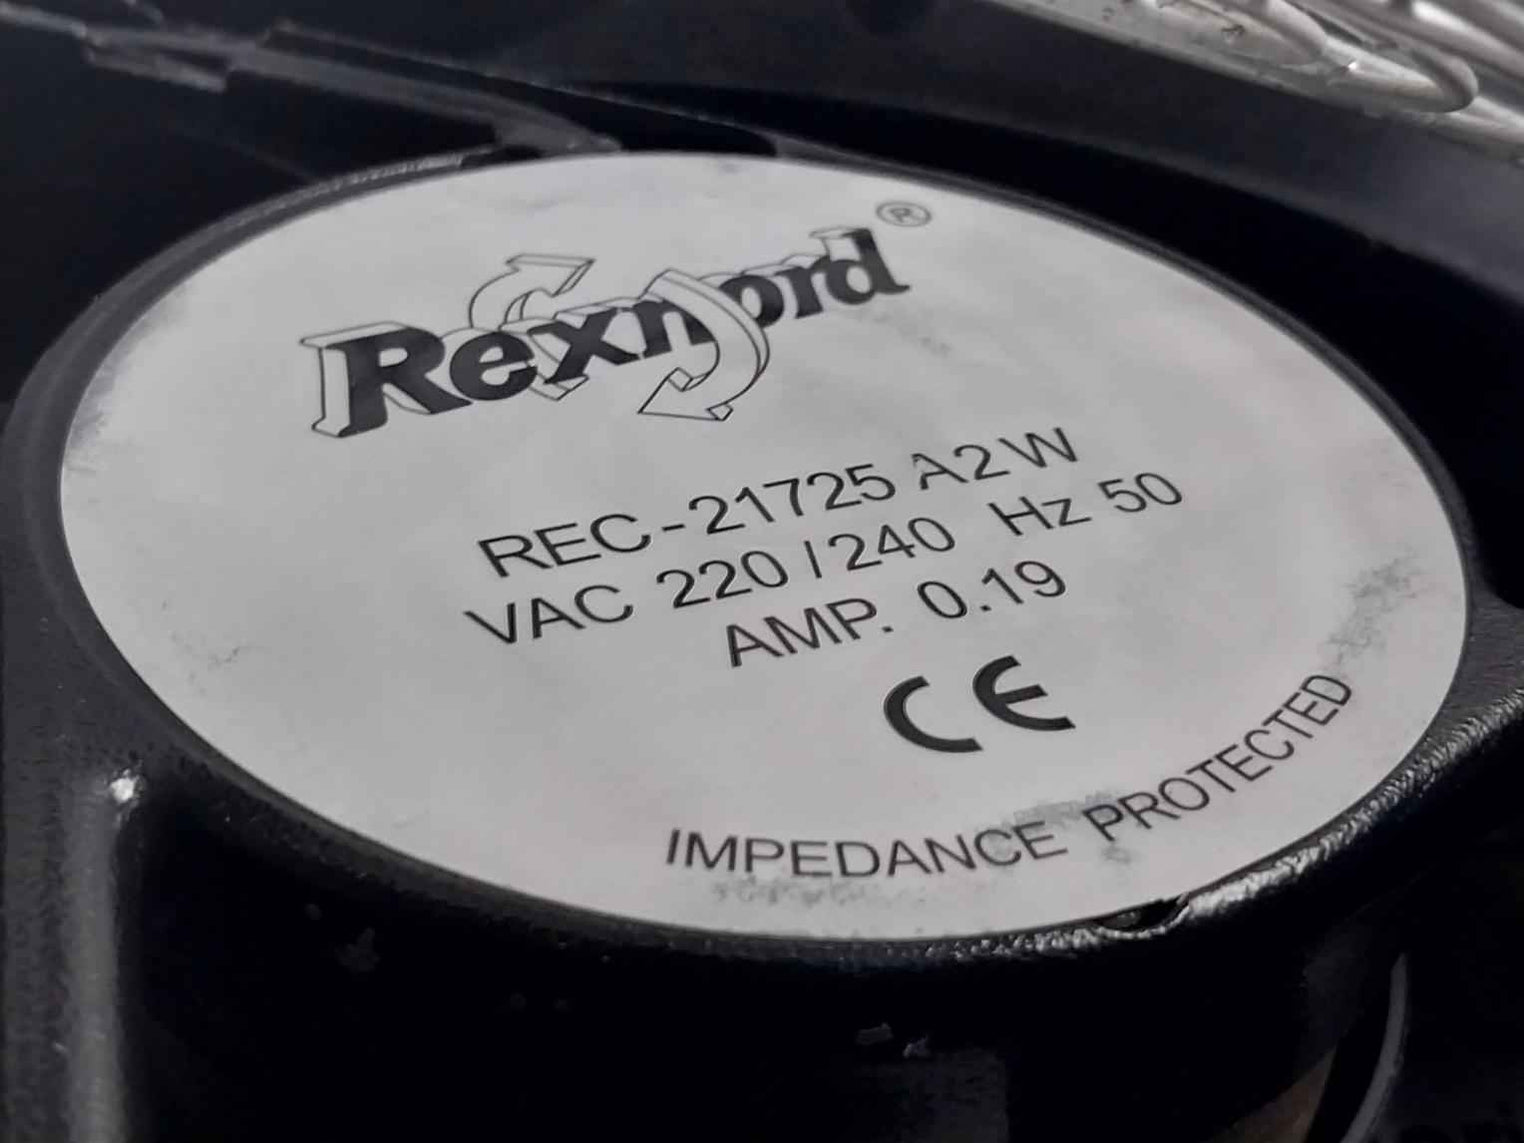 Rexnord®
REC-21725 A2W
VAC 220/240 Hz 50
AMP. 0.19
CE
IMPEDANCE PROTECTED